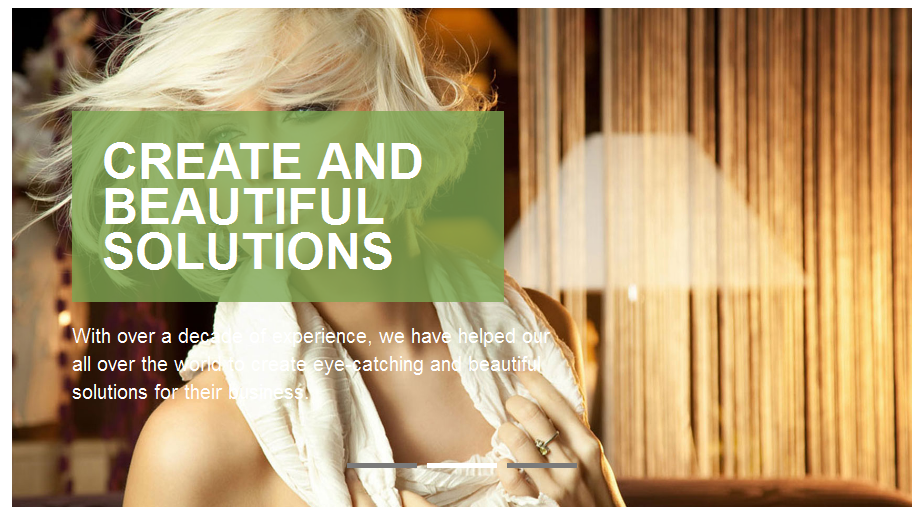 CREATE AND
BEAUTIFUL
SOLUTIONS
With over a decade of experience, we have helped our
all over the world to create eye-catching and beautiful
solutions for their business.